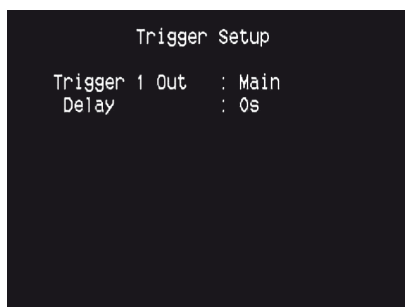 Trigger Setup
Trigger 1 Out : Main
Delay : 0s